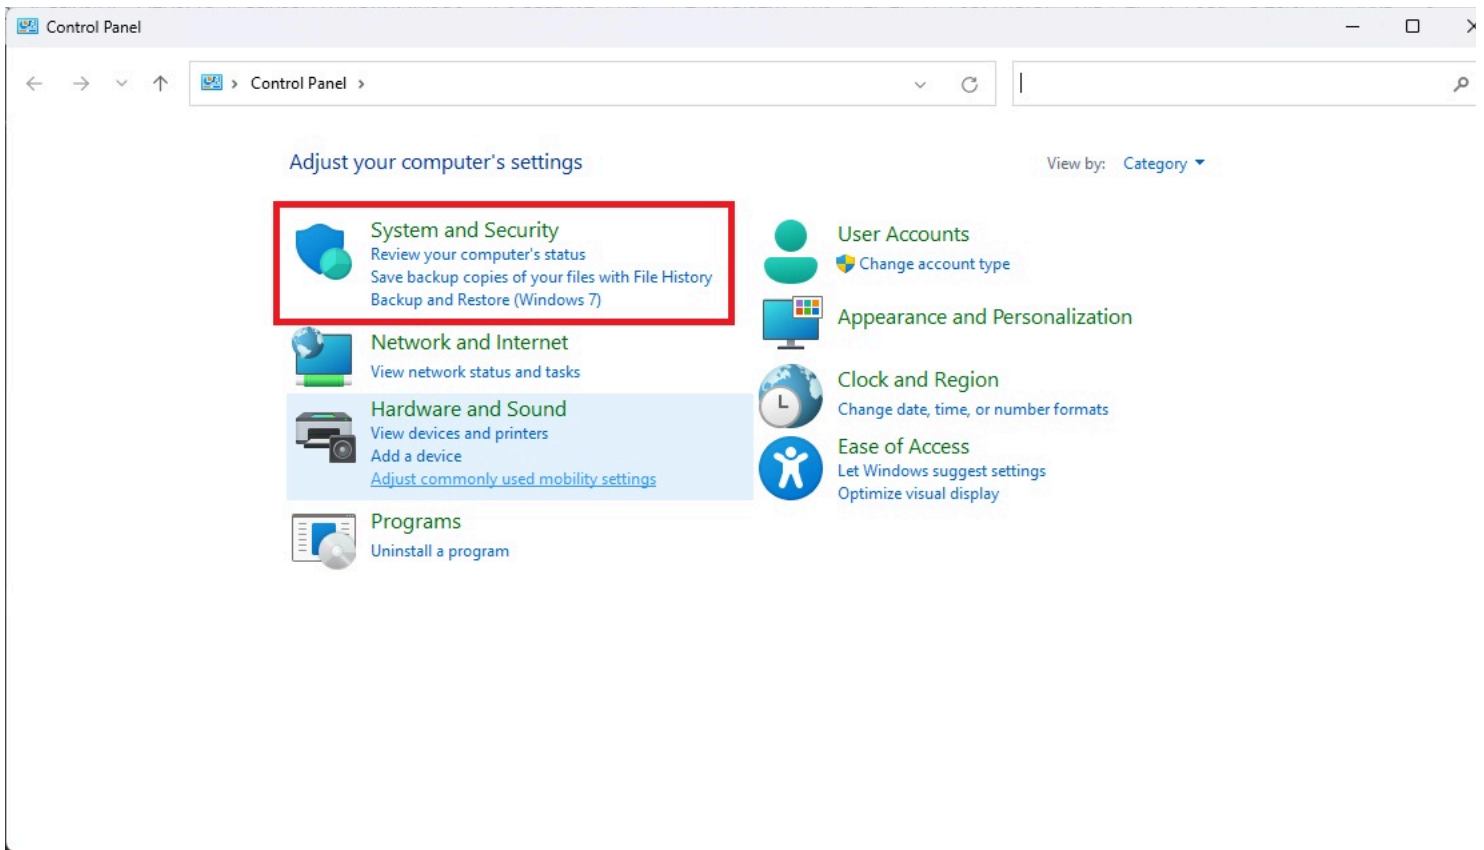 Control Panel
Control Panel
Adjust your computer's settings
View by: Category
System and Security
Review your computer's status
Save backup copies of your files with File History
Backup and Restore (Windows 7)
Network and Internet
View network status and tasks
Hardware and Sound
View devices and printers
Add a device
Adjust commonly used mobility settings
Programs
Uninstall a program
User Accounts
Change account type
Appearance and Personalization
Clock and Region
Change date, time, or number formats
Ease of Access
Let Windows suggest settings
Optimize visual display